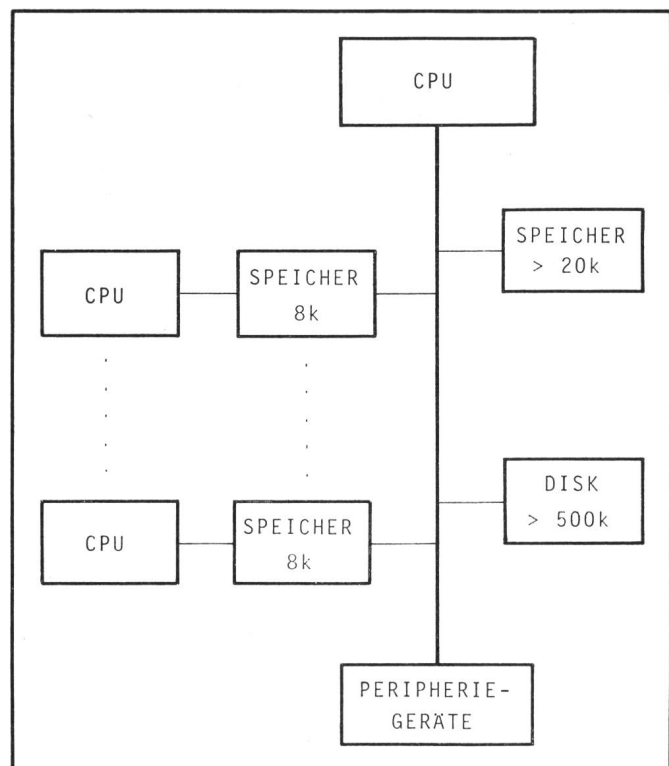 CPU
SPEICHER
> 20k
CPU
SPEICHER
8k
DISK
> 500k
CPU
SPEICHER
8k
PERIPHERIE-
GERÄTE